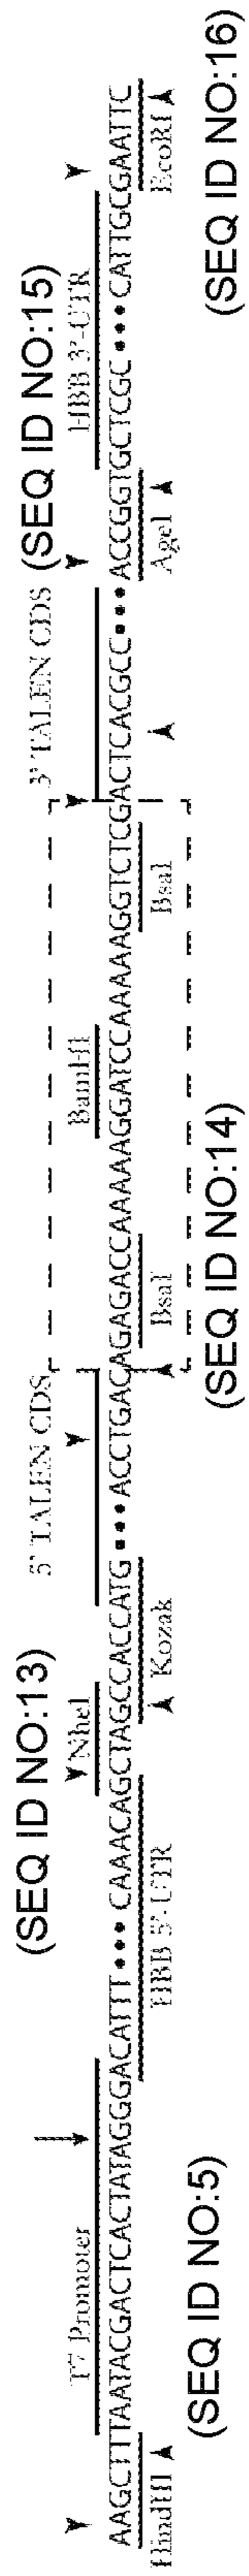 (SEQ ID NO:13) (SEQ ID NO:15)
T7 Promoter NheI 5' TALEN CDS BamHI 3' TALEN CDS HBB 3'-UTR
AAGCTTTAATACGACTCACTATAGGGACATTT ••• CAAACAGCTAGCCACCATG ••• ACCTGACAGAGACCAAAAAGGATCCAAAAAGGTCTCGACTCACGCC ••• ACCGGTGCTCGC ••• CATTGCGAATTC
HindIII HBB 5'-UTR Kozak BsaI BsaI AgeI EcoRI
(SEQ ID NO:5) (SEQ ID NO:14) (SEQ ID NO:16)